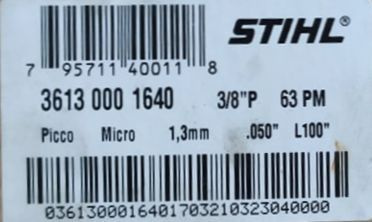 STIHL®
7 95711 40011 8
3613 000 1640 3/8"P 63 PM
Picco Micro 1,3mm .050" L100"
0361300016401703210323040000